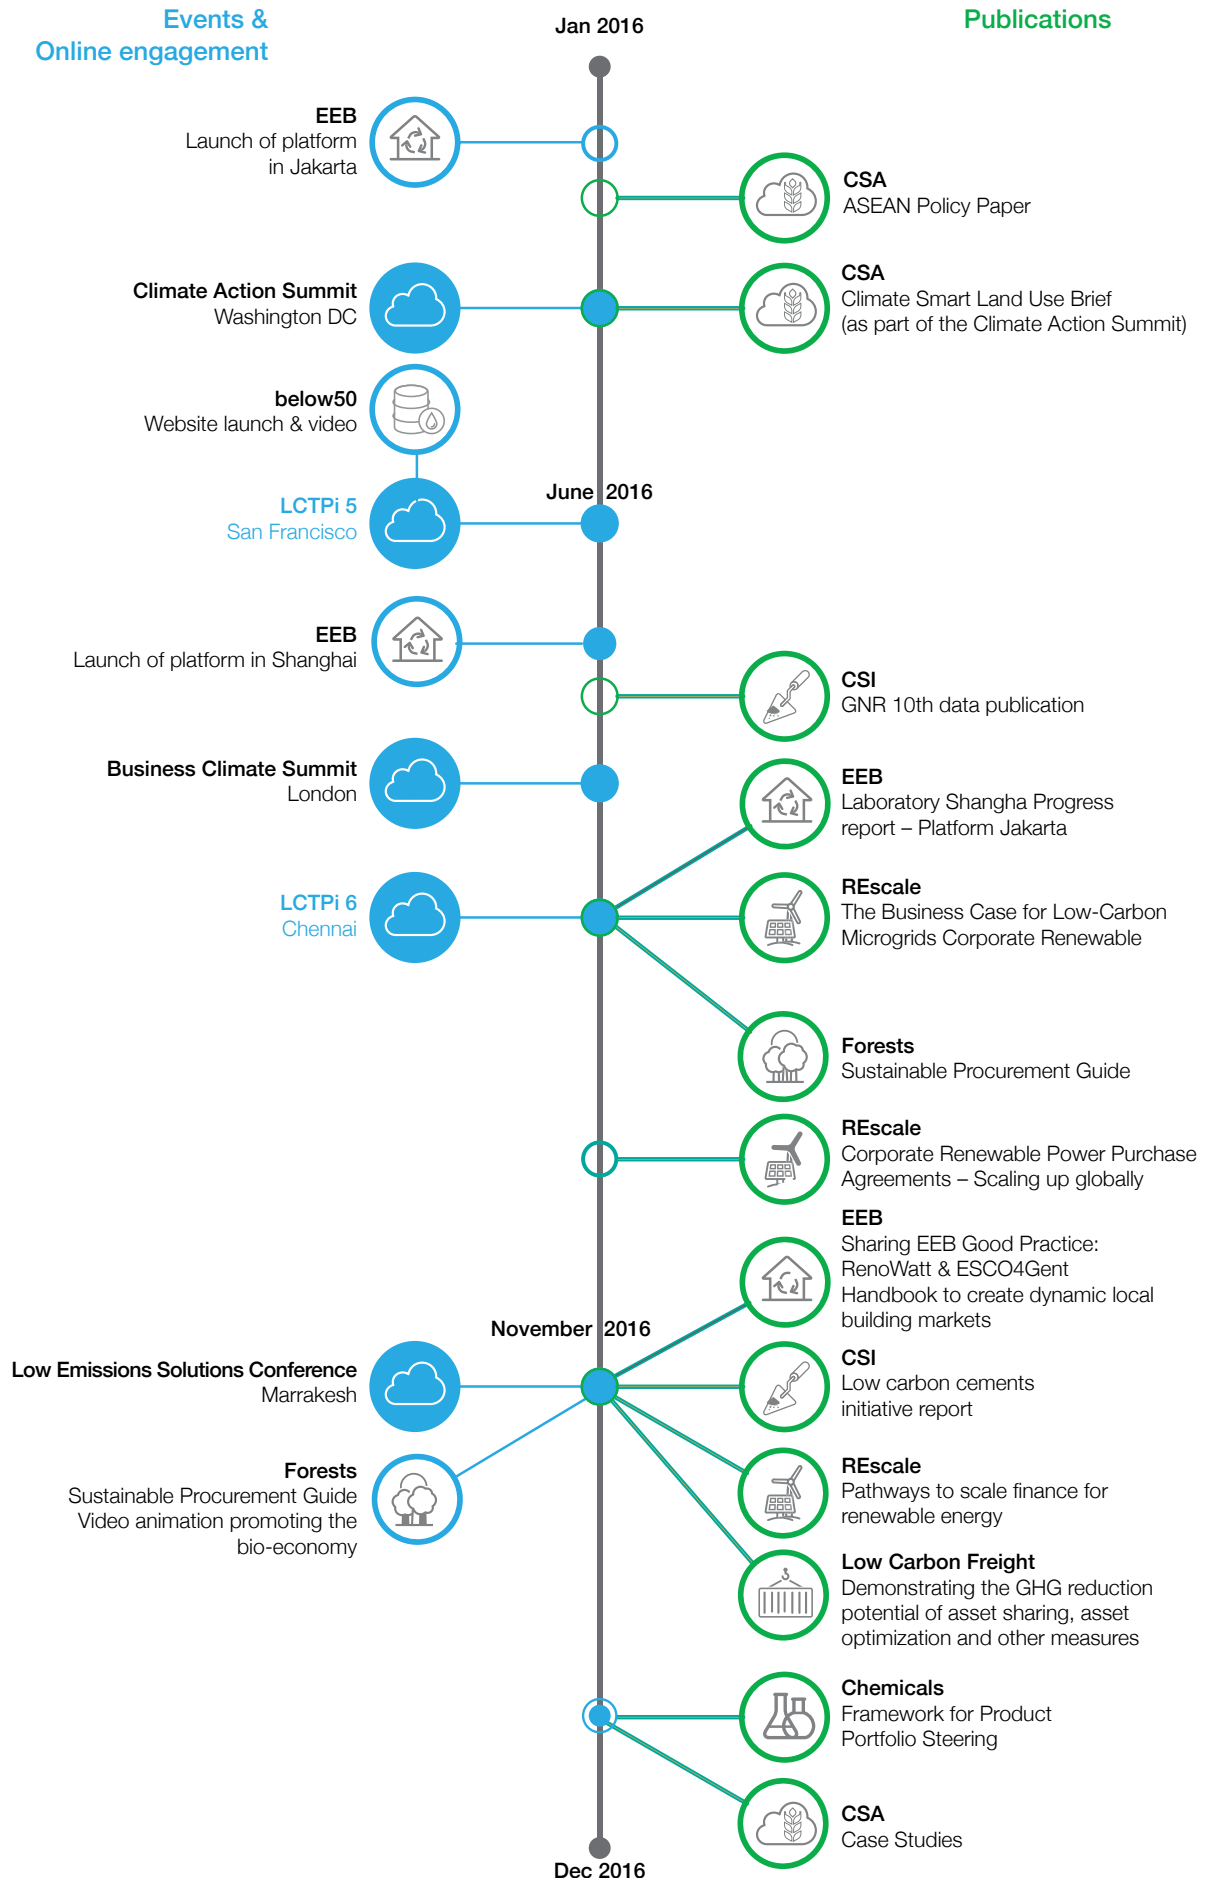 Events &
Online engagement
Jan 2016
Publications
EEB
Launch of platform
in Jakarta
CSA
ASEAN Policy Paper
Climate Action Summit
Washington DC
CSA
Climate Smart Land Use Brief
(as part of the Climate Action Summit)
below50
Website launch & video
June 2016
LCTPi 5
San Francisco
EEB
Launch of platform in Shanghai
CSI
GNR 10th data publication
Business Climate Summit
London
EEB
Laboratory Shangha Progress
report – Platform Jakarta
LCTPi 6
Chennai
REscale
The Business Case for Low-Carbon
Microgrids Corporate Renewable
Forests
Sustainable Procurement Guide
REscale
Corporate Renewable Power Purchase
Agreements – Scaling up globally
EEB
Sharing EEB Good Practice:
RenoWatt & ESCO4Gent
Handbook to create dynamic local
building markets
November 2016
Low Emissions Solutions Conference
Marrakesh
CSI
Low carbon cements
initiative report
Forests
Sustainable Procurement Guide
Video animation promoting the
bio-economy
REscale
Pathways to scale finance for
renewable energy
Low Carbon Freight
Demonstrating the GHG reduction
potential of asset sharing, asset
optimization and other measures
Chemicals
Framework for Product
Portfolio Steering
CSA
Case Studies
Dec 2016